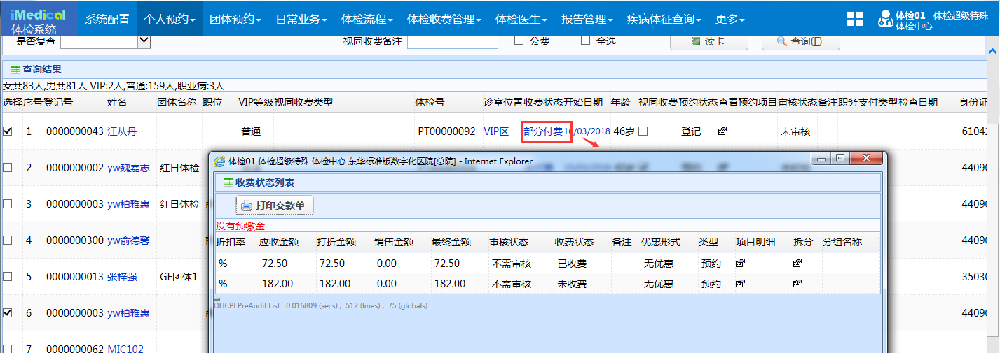 iMedical
体检系统
系统配置 个人预约 团体预约 日常业务 体检流程 体检收费管理 体检医生 报告管理 疾病体征查询 更多
体检01 体检超级特殊
体检中心
是否复查 视同收费备注 公费 全选 读卡 查询(F)
查询结果
女共83人,男共81人 VIP:2人,普通:159人,职业病:3人
选择 序号 登记号 姓名 团体名称 职位 VIP等级 视同收费类型 体检号 诊室位置 收费状态 开始日期 年龄 视同收费 预约状态 查看预约项目 审核状态 备注 职务 支付类型 检查日期 身份证
1 0000000043 江从丹 普通 PT00000092 VIP区 部分付费 16/03/2018 46岁 登记 未审核 61042
2 0000000002 yw魏嘉志 红日体检 44090
3 0000000003 yw柏雅惠 红日体检 44090
4 0000000300 yw俞德馨 44090
5 0000000013 张梓强 GF团体1 35030
6 0000000003 yw柏雅惠 44090
7 0000000062 MIC102
体检01 体检超级特殊 体检中心 东华标准版数字化医院[总院] - Internet Explorer
收费状态列表
打印交款单
没有预缴金
折扣率 应收金额 打折金额 销售金额 最终金额 审核状态 收费状态 备注 优惠形式 类型 项目明细 拆分 分组名称
% 72.50 72.50 0.00 72.50 不需审核 已收费 无优惠 预约
% 182.00 182.00 0.00 182.00 不需审核 未收费 无优惠 预约
DHCPEPreAudit.List 0.016809 (secs) , 512 (lines) , 75 (globals)